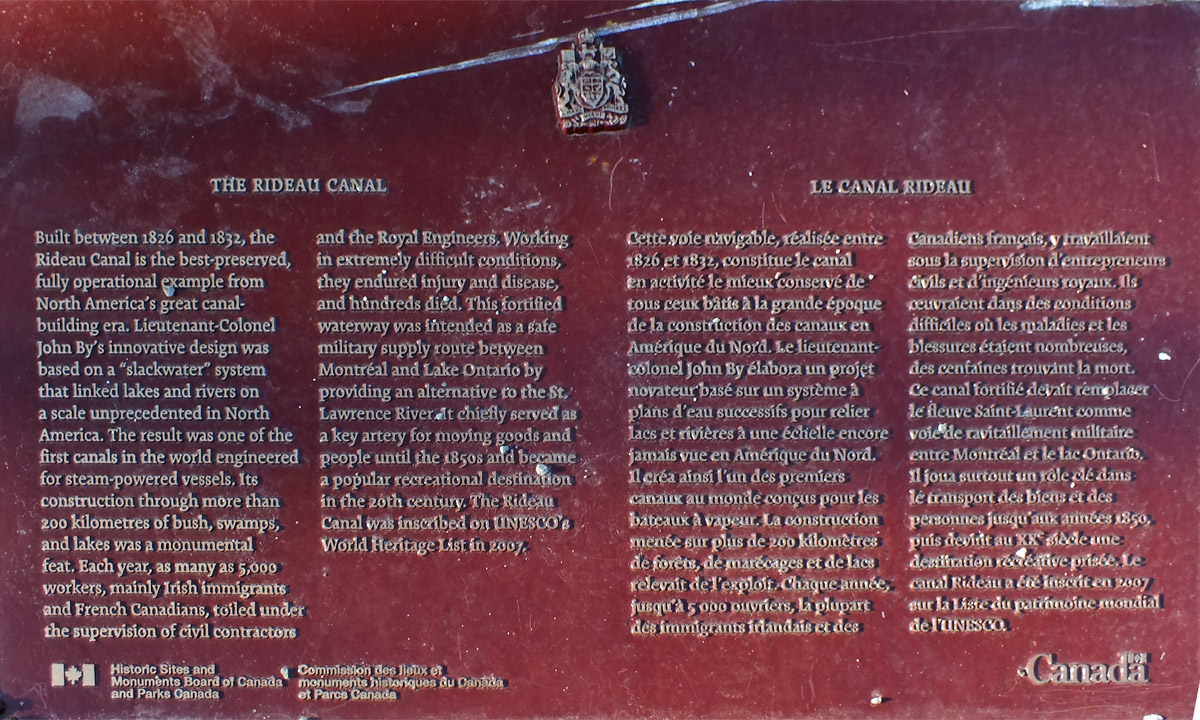 THE RIDEAU CANAL
Built between 1826 and 1832, the
Rideau Canal is the best-preserved,
fully operational example from
North America's great canal-
building era. Lieutenant-Colonel
John By's innovative design was
based on a “slackwater” system
that linked lakes and rivers on
a scale unprecedented in North
America. The result was one of the
first canals in the world engineered
for steam-powered vessels. Its
construction through more than
200 kilometres of bush, swamps,
and lakes was a monumental
feat. Each year, as many as 5,000
workers, mainly Irish immigrants
and French Canadians, toiled under
the supervision of civil contractors
and the Royal Engineers. Working
in extremely difficult conditions,
they endured injury and disease,
and hundreds died. This fortified
waterway was intended as a safe
military supply route between
Montréal and Lake Ontario by
providing an alternative to the St.
Lawrence River. It chiefly served as
a key artery for moving goods and
people until the 1850s and became
a popular recreational destination
in the 20th century. The Rideau
Canal was inscribed on UNESCO's
World Heritage List in 2007.
LE CANAL RIDEAU
Cette voie navigable, réalisée entre
1826 et 1832, constitue le canal
en activité le mieux conservé de
tous ceux bâtis à la grande époque
de la construction des canaux en
Amérique du Nord. Le lieutenant-
colonel John By élabora un projet
novateur basé sur un système à
plans d'eau successifs pour relier
lacs et rivières à une échelle encore
jamais vue en Amérique du Nord.
Il créa ainsi l'un des premiers
canaux au monde conçus pour les
bateaux à vapeur. La construction
menée sur plus de 200 kilomètres
de forêts, de marécages et de lacs
relevait de l'exploit. Chaque année,
jusqu'à 5 000 ouvriers, la plupart
des immigrants irlandais et des
Canadiens français, y travaillaient
sous la supervision d'entrepreneurs
civils et d'ingénieurs royaux. Ils
œuvraient dans des conditions
difficiles où les maladies et les
blessures étaient nombreuses,
des centaines trouvant la mort.
Ce canal fortifié devait remplacer
le fleuve Saint-Laurent comme
voie de ravitaillement militaire
entre Montréal et le lac Ontario.
Il joua surtout un rôle clé dans
le transport des biens et des
personnes jusqu'aux années 1850,
puis devint au XXe siècle une
destination récréative prisée. Le
canal Rideau a été inscrit en 2007
sur la Liste du patrimoine mondial
de l'UNESCO.
Historic Sites and
Monuments Board of Canada
and Parks Canada
Commission des lieux et
monuments historiques du Canada
et Parcs Canada
Canada